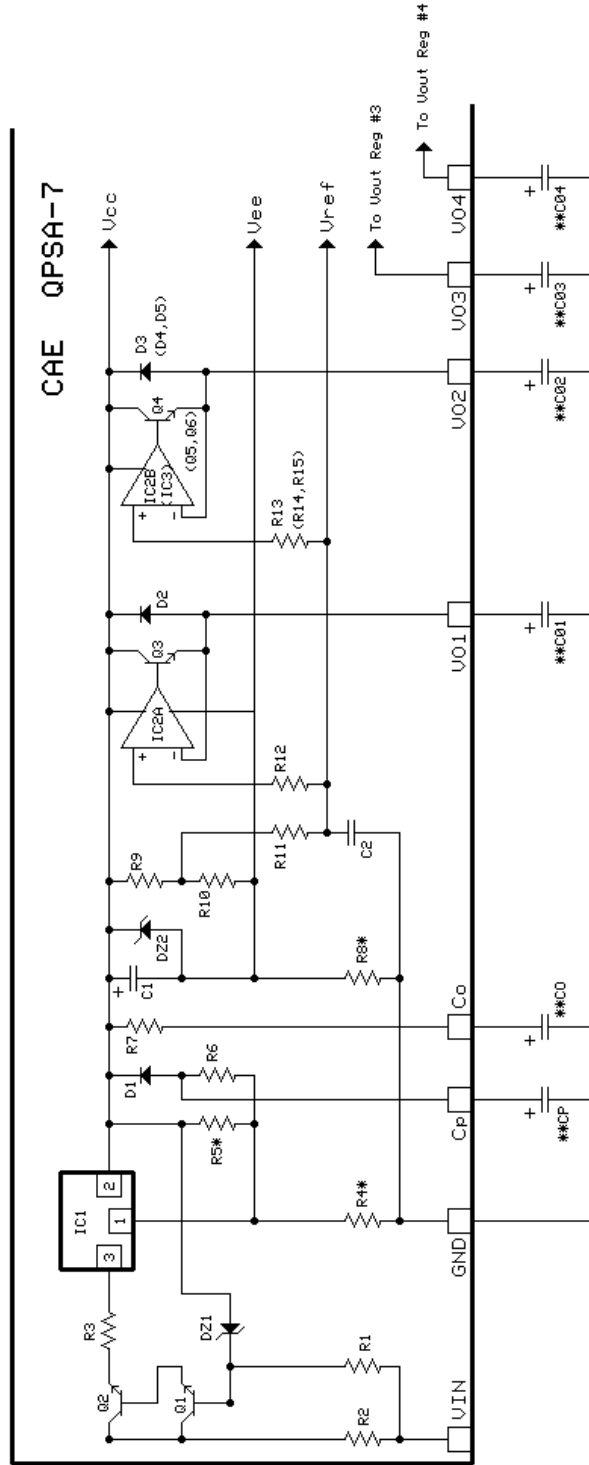 CAE QPSA-7
Vcc
Vee
Vref
To Vout Reg #3
To Vout Reg #4
IC1
3
1
2
R3
Q2
Q1
DZ1
R1
R2
R4*
R5*
R6
D1
R7
+
C1
DZ2
R8*
R9
R10
R11
C2
R12
+
-
IC2A
Q3
D2
+
-
IC2B
(IC3)
Q4
(Q5,Q6)
D3
(D4,D5)
R13
(R14,R15)
VIN
GND
Cp
Co
VO1
VO2
VO3
VO4
+
**CP
+
**CO
+
**C01
+
**C02
+
**C03
+
**C04